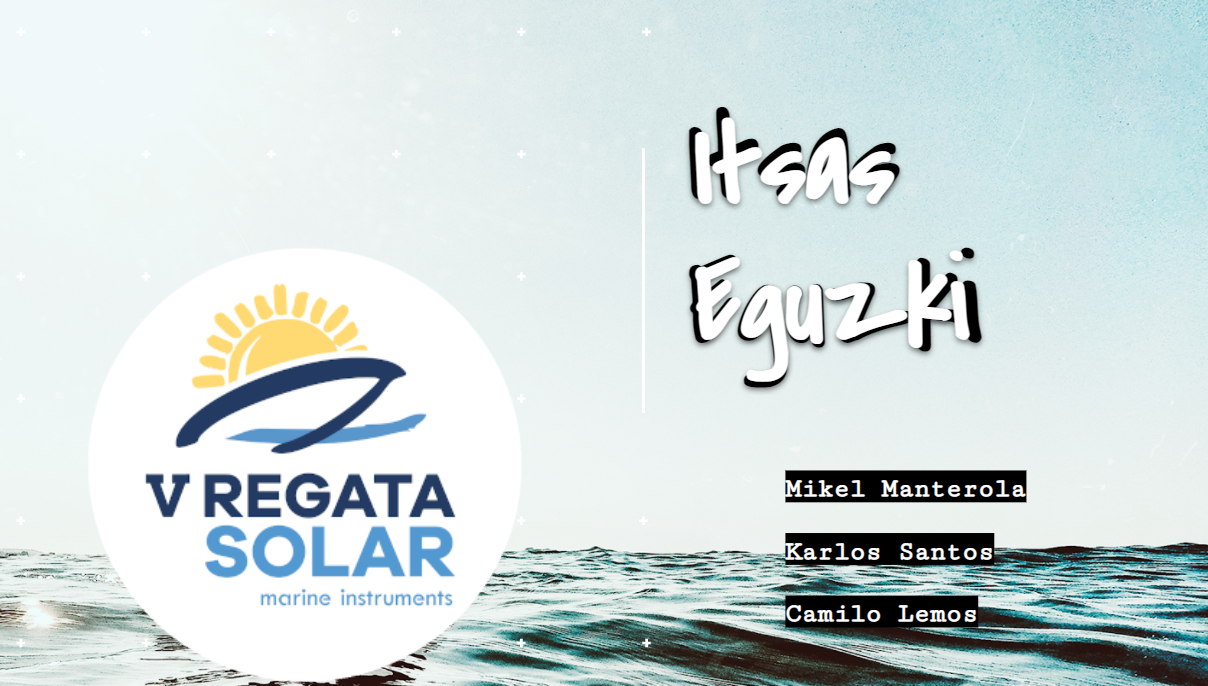 Itsas
Eguzki
V REGATA
SOLAR
marine instruments
Mikel Manterola
Karlos Santos
Camilo Lemos